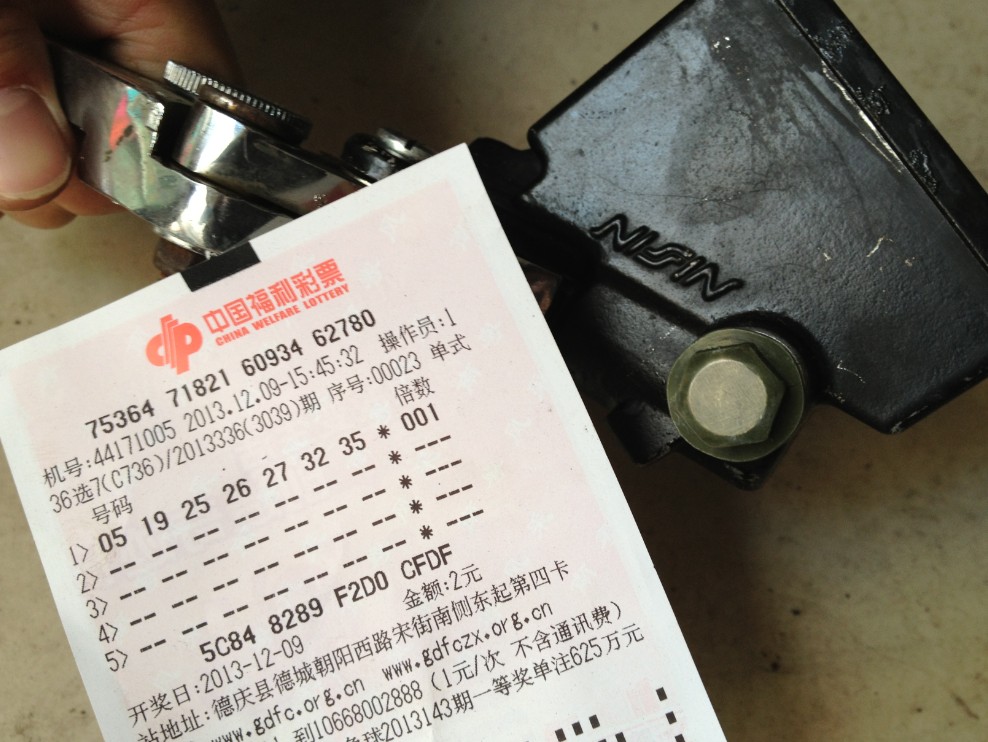 NISSIN
中国福利彩票
CHINA WELFARE LOTTERY
75364 71821 60934 62780
机号:44171005 2013.12.09-15:45:32 操作员:1
36选7(C736)/2013336(3039)期 序号:00023 单式
号码 倍数
1> 05 19 25 26 27 32 35 * 001
2> -- -- -- -- -- -- -- * ---
3> -- -- -- -- -- -- -- * ---
4> -- -- -- -- -- -- -- * ---
5> -- -- -- -- -- -- -- * ---
5C84 8289 F2D0 CFDF
开奖日:2013-12-09 金额:2元
站地址:德庆县德城朝阳西路宋街南侧东起第四卡
www.gdfc.org.cn www.gdfczx.org.cn
到10668002888（1元/次 不含通讯费）
色球2013143期一等奖单注625万元